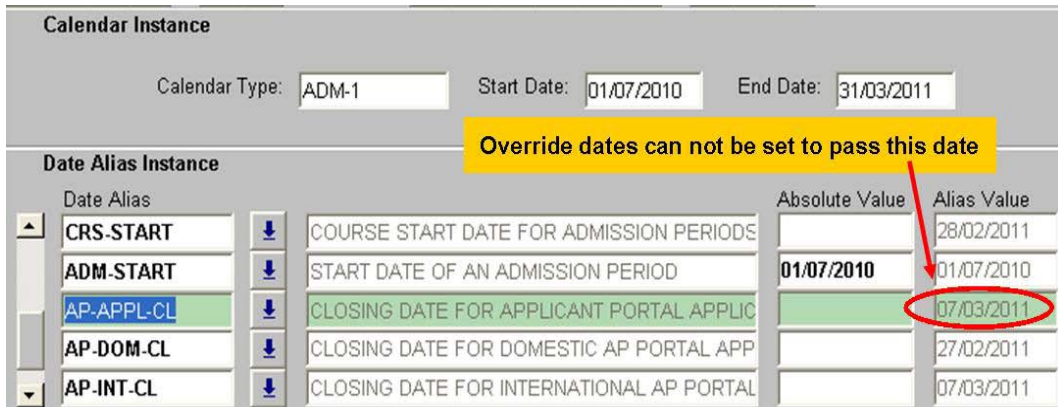 Calendar Instance
Calendar Type: ADM-1 Start Date: 01/07/2010 End Date: 31/03/2011
Override dates can not be set to pass this date
Date Alias Instance
Date Alias Absolute Value Alias Value
CRS-START COURSE START DATE FOR ADMISSION PERIODS 28/02/2011
ADM-START START DATE OF AN ADMISSION PERIOD 01/07/2010 01/07/2010
AP-APPL-CL CLOSING DATE FOR APPLICANT PORTAL APPLIC 07/03/2011
AP-DOM-CL CLOSING DATE FOR DOMESTIC AP PORTAL APP 27/02/2011
AP-INT-CL CLOSING DATE FOR INTERNATIONAL AP PORTAL 07/03/2011